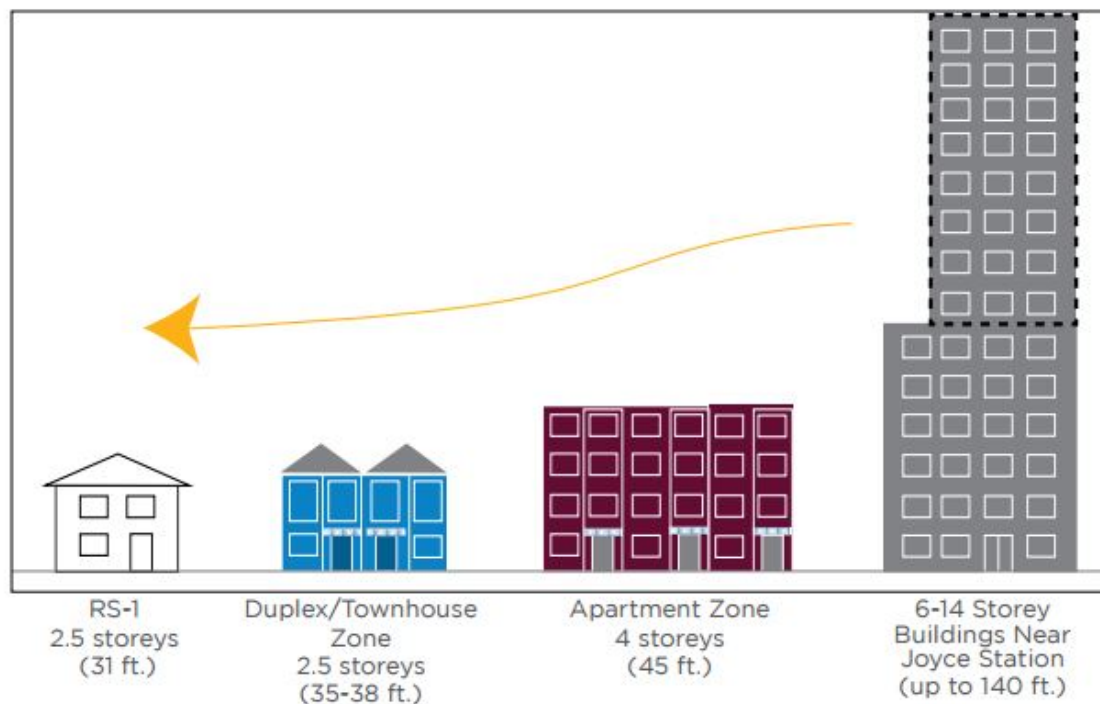 RS-1
2.5 storeys
(31 ft.)
Duplex/Townhouse
Zone
2.5 storeys
(35-38 ft.)
Apartment Zone
4 storeys
(45 ft.)
6-14 Storey
Buildings Near
Joyce Station
(up to 140 ft.)